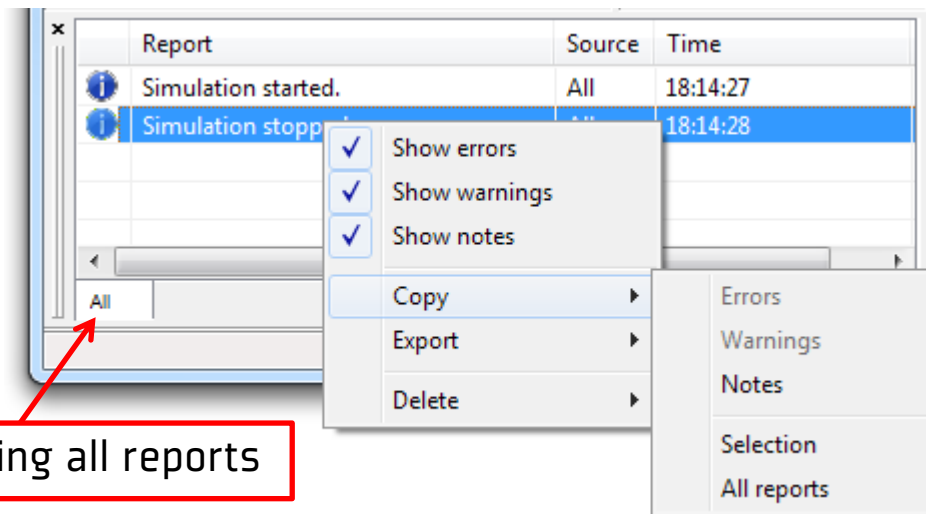 Report Source Time
Simulation started. All 18:14:27
Simulation 18:14:28
Show errors
Show warnings
Show notes
Copy
Export
Delete
Errors
Warnings
Notes
Selection
All reports
All
ing all reports